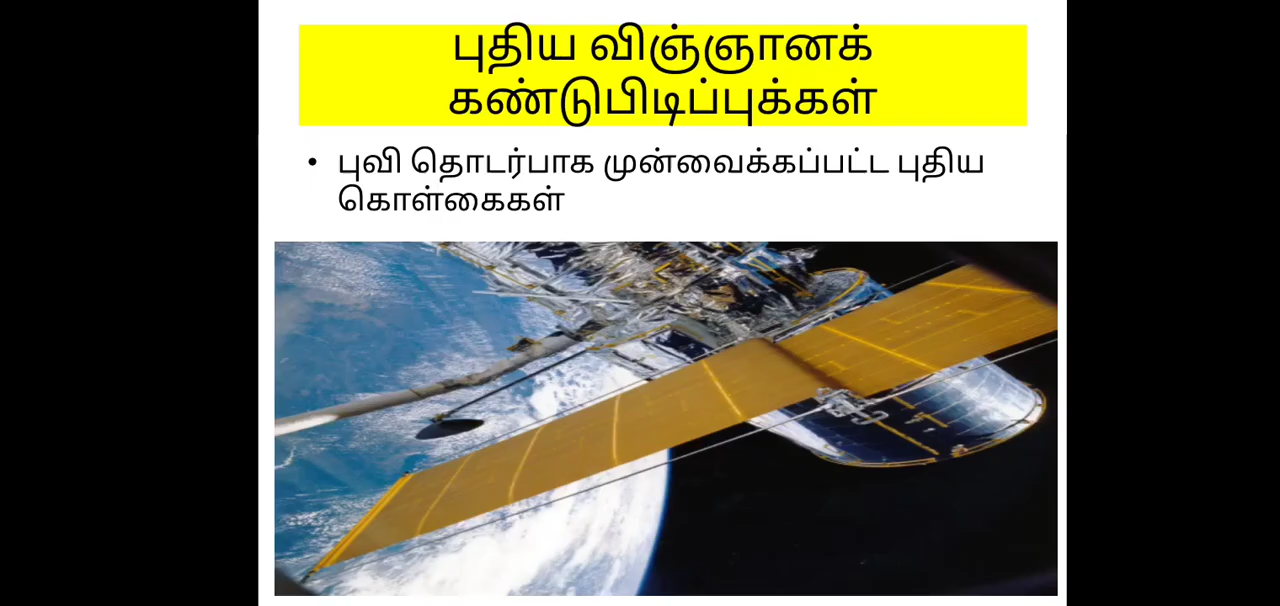 புதிய விஞ்ஞானக்
கண்டுபிடிப்புக்கள்
• புவி தொடர்பாக முன்வைக்கப்பட்ட புதிய
கொள்கைகள்